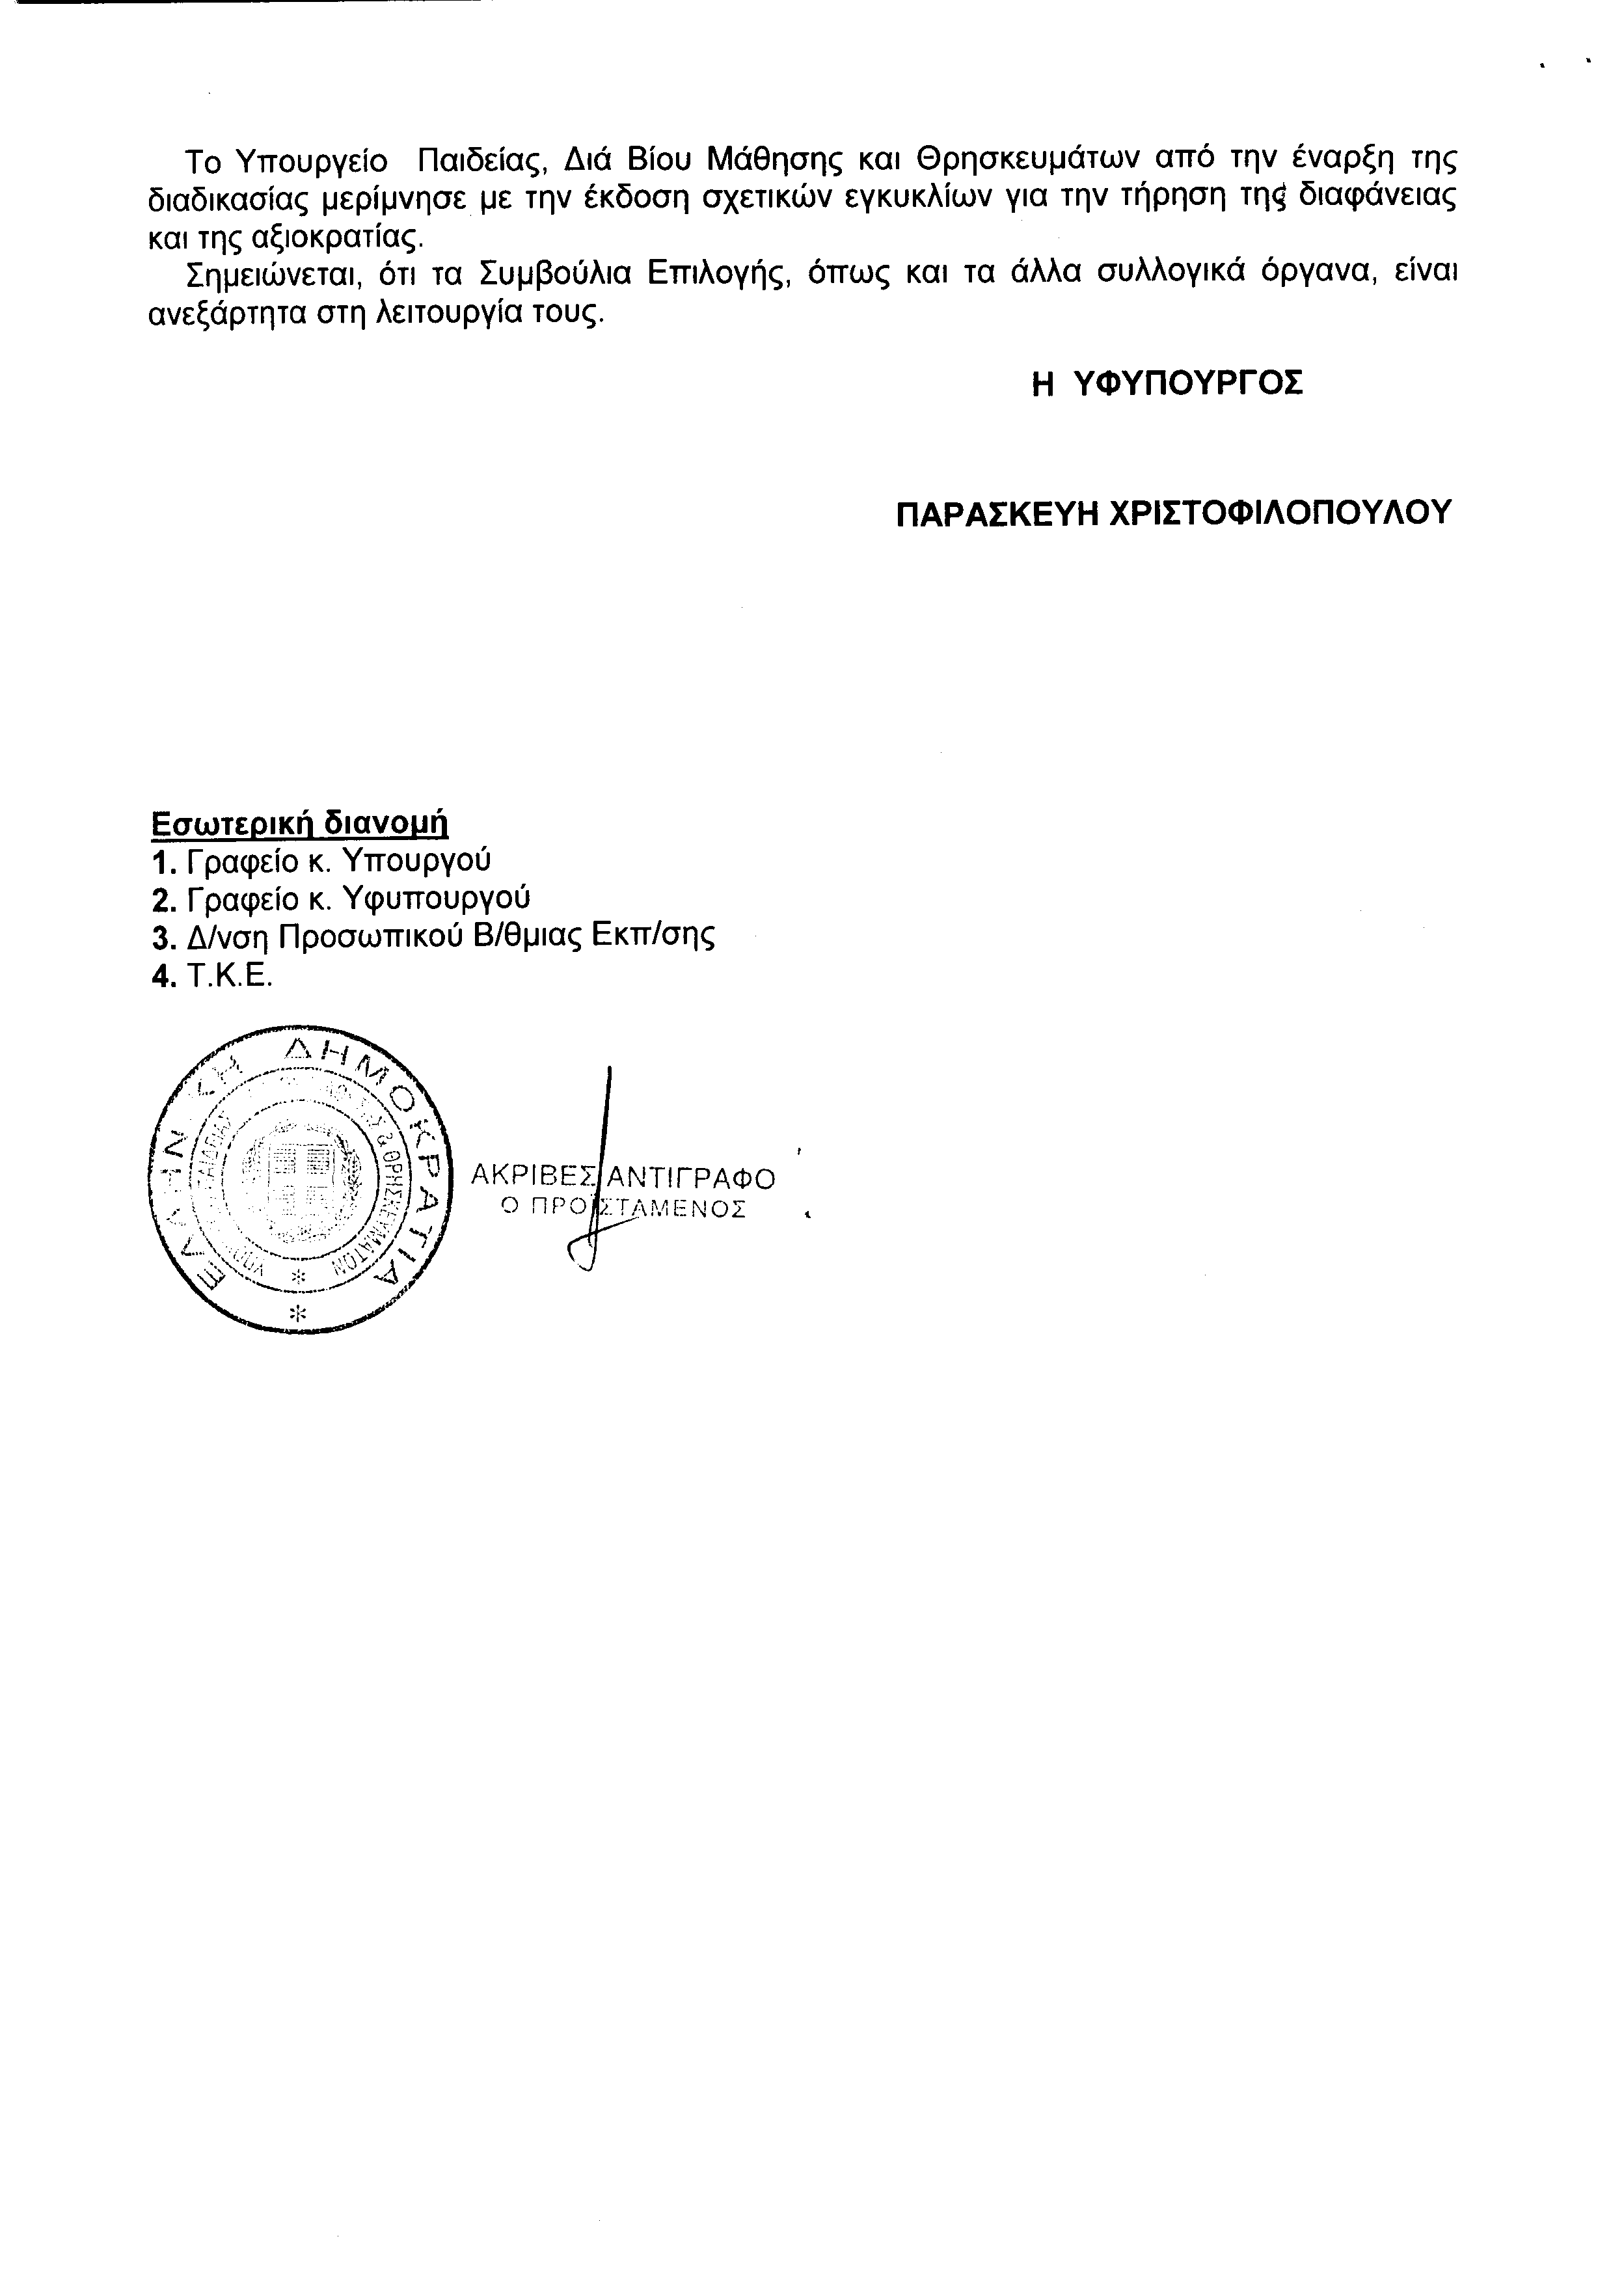 Το Υπουργείο Παιδείας, Διά Βίου Μάθησης και Θρησκευμάτων από την έναρξη της
διαδικασίας μερίμνησε με την έκδοση σχετικών εγκυκλίων για την τήρηση της διαφάνειας
και της αξιοκρατίας.
Σημειώνεται, ότι τα Συμβούλια Επιλογής, όπως και τα άλλα συλλογικά όργανα, είναι
ανεξάρτητα στη λειτουργία τους.
Η ΥΦΥΠΟΥΡΓΟΣ
ΠΑΡΑΣΚΕΥΗ ΧΡΙΣΤΟΦΙΛΟΠΟΥΛΟΥ
Εσωτερική διανομή
1. Γραφείο κ. Υπουργού
2. Γραφείο κ. Υφυπουργού
3. Δ/νση Προσωπικού Β/θμιας Εκπ/σης
4. Τ.Κ.Ε.
ΕΛΛΗΝΙΚΗ ΔΗΜΟΚΡΑΤΙΑ
& ΘΡΗΣΚΕΥΜΑΤΩΝ
ΑΚΡΙΒΕΣ ΑΝΤΙΓΡΑΦΟ
Ο ΠΡΟΪΣΤΑΜΕΝΟΣ